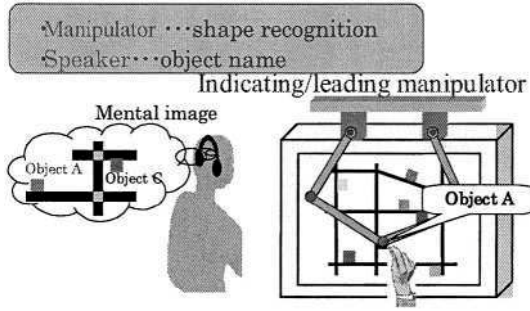 ·Manipulator ···shape recognition
·Speaker···object name
Indicating/leading manipulator
Mental image
Object A
Object C
Object A